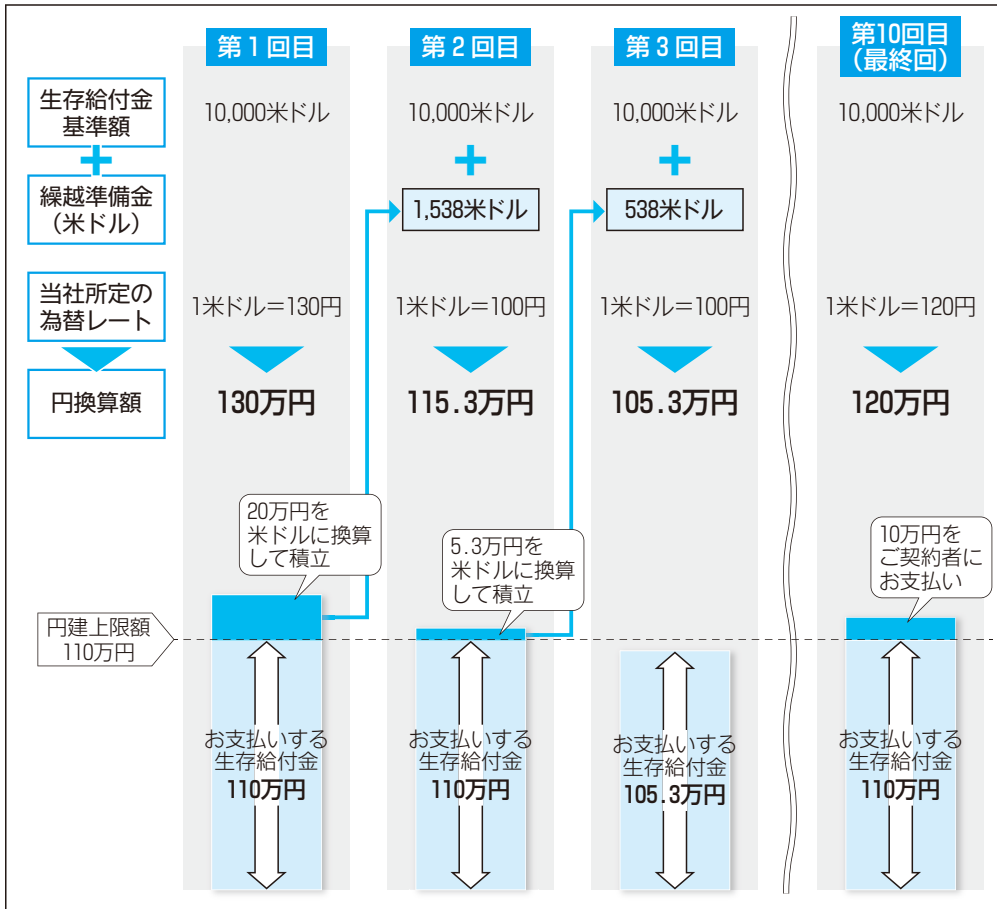 第1回目
第2回目
第3回目
第10回目
（最終回）
生存給付金
基準額
10,000米ドル
10,000米ドル
10,000米ドル
10,000米ドル
+
+
+
繰越準備金
（米ドル）
1,538米ドル
538米ドル
当社所定の
為替レート
1米ドル＝130円
1米ドル＝100円
1米ドル＝100円
1米ドル＝120円
円換算額
130万円
115.3万円
105.3万円
120万円
20万円を
米ドルに換算
して積立
5.3万円を
米ドルに換算
して積立
10万円を
ご契約者に
お支払い
円建上限額
110万円
お支払いする
生存給付金
110万円
お支払いする
生存給付金
110万円
お支払いする
生存給付金
105.3万円
お支払いする
生存給付金
110万円